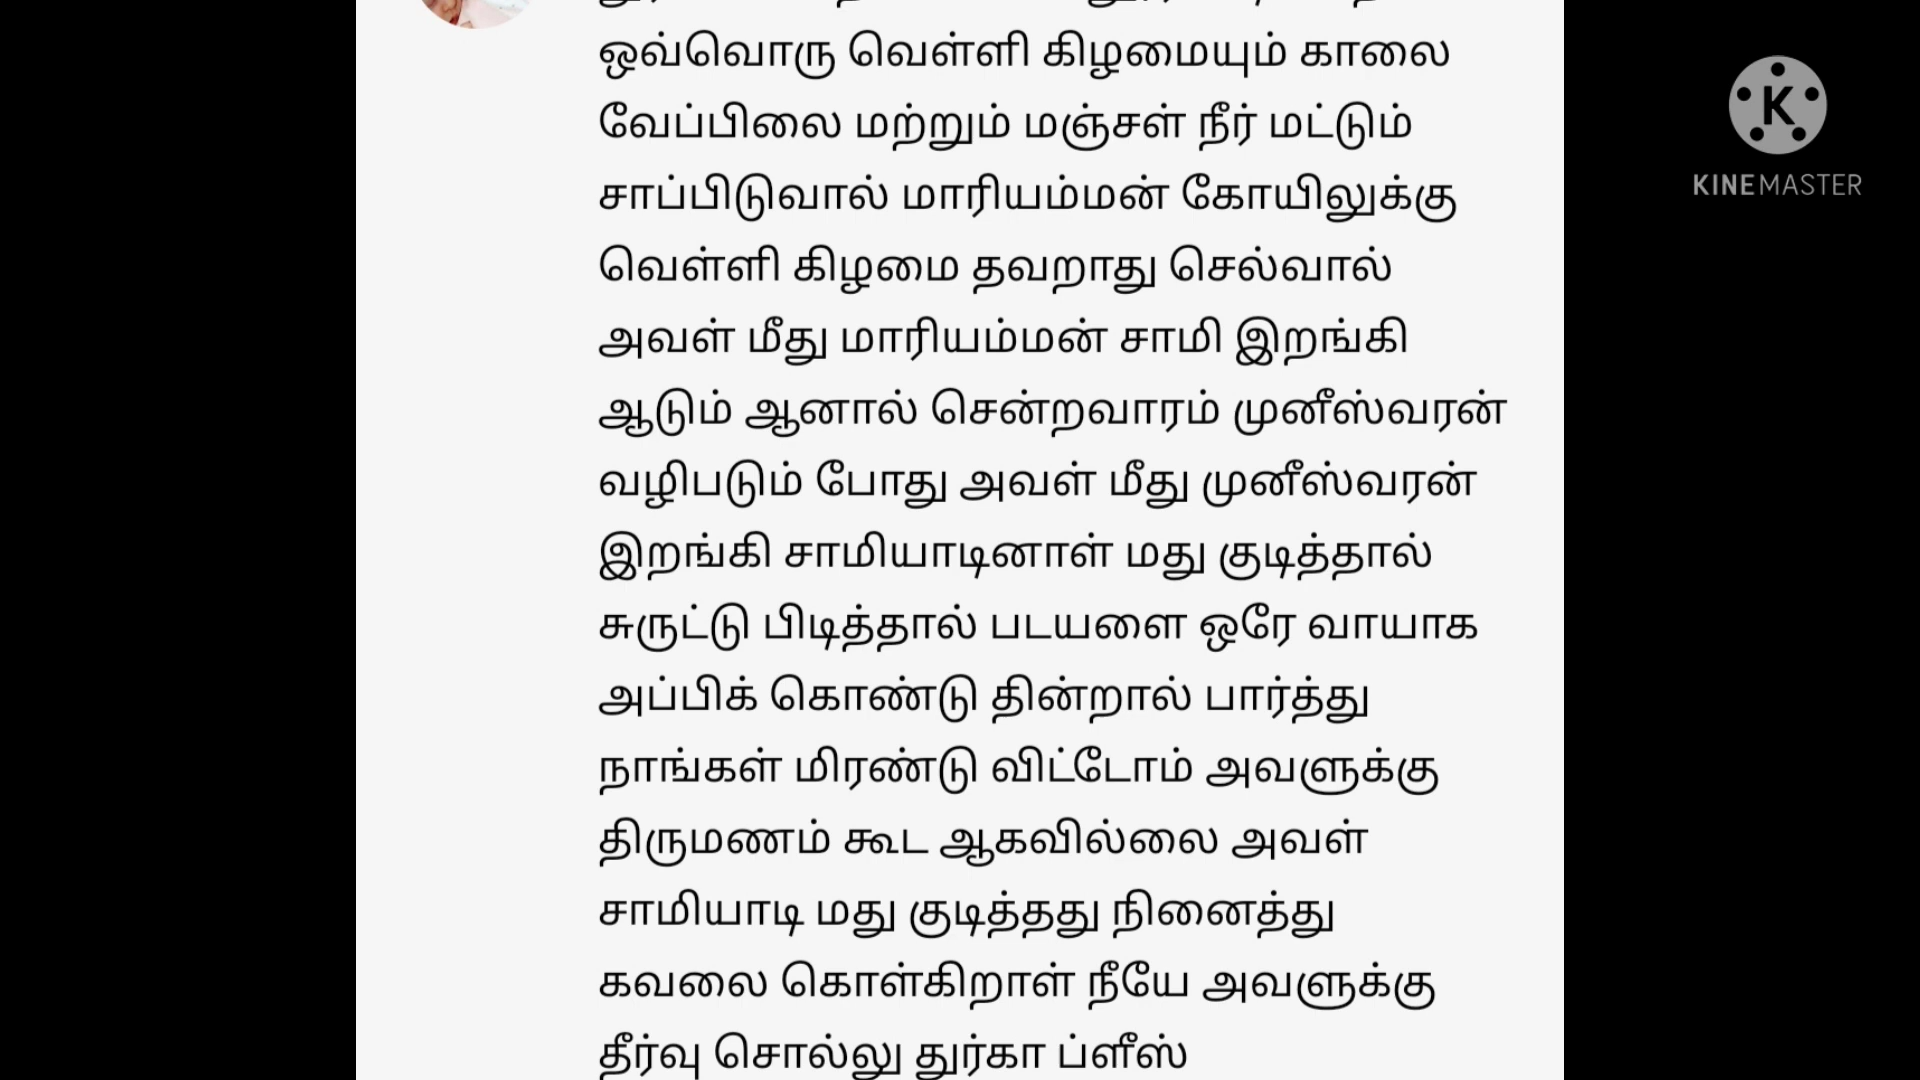 ஒவ்வொரு வெள்ளி கிழமையும் காலை
வேப்பிலை மற்றும் மஞ்சள் நீர் மட்டும்
சாப்பிடுவால் மாரியம்மன் கோயிலுக்கு
வெள்ளி கிழமை தவறாது செல்வால்
அவள் மீது மாரியம்மன் சாமி இறங்கி
ஆடும் ஆனால் சென்றவாரம் முனீஸ்வரன்
வழிபடும் போது அவள் மீது முனீஸ்வரன்
இறங்கி சாமியாடினாள் மது குடித்தால்
சுருட்டு பிடித்தால் படயளை ஒரே வாயாக
அப்பிக் கொண்டு தின்றால் பார்த்து
நாங்கள் மிரண்டு விட்டோம் அவளுக்கு
திருமணம் கூட ஆகவில்லை அவள்
சாமியாடி மது குடித்தது நினைத்து
கவலை கொள்கிறாள் நீயே அவளுக்கு
தீர்வு சொல்லு துர்கா ப்ளீஸ்
K
KINEMASTER